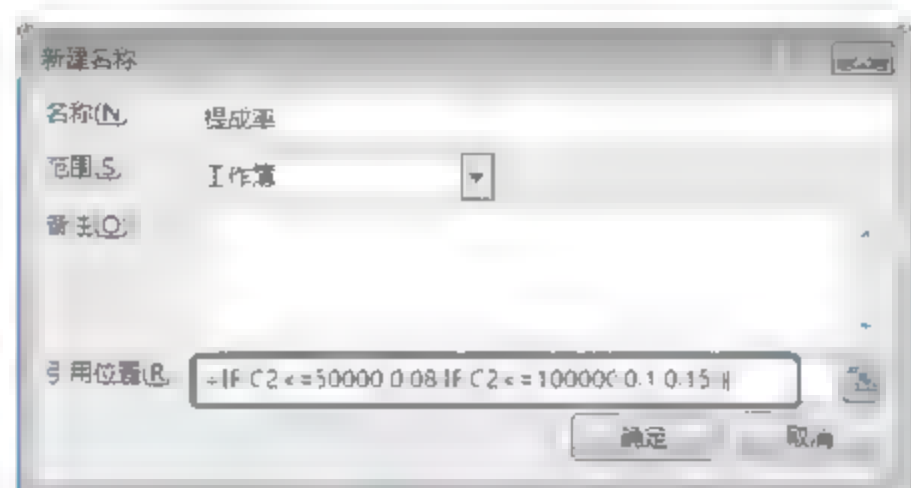 新建名称
名称(N)
提成率
范围(S)
工作簿
备注(O)
引用位置(R)
=IF(C2<=50000,0.08,IF(C2<=100000,0.1,0.15))
确定
取消